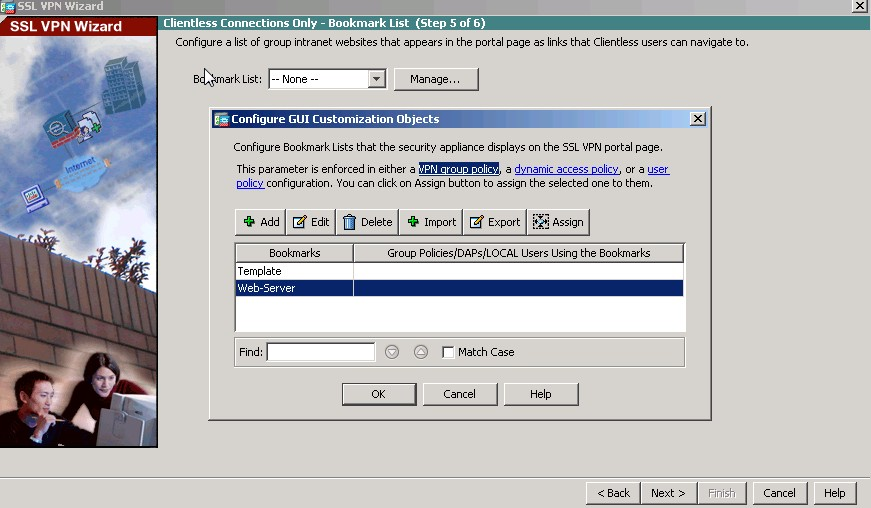 SSL VPN Wizard
SSL VPN Wizard
Clientless Connections Only - Bookmark List (Step 5 of 6)
Configure a list of group intranet websites that appears in the portal page as links that Clientless users can navigate to.
Bookmark List: -- None -- Manage...
Configure GUI Customization Objects
Configure Bookmark Lists that the security appliance displays on the SSL VPN portal page.
This parameter is enforced in either a VPN group policy, a dynamic access policy, or a user
policy configuration. You can click on Assign button to assign the selected one to them.
Add Edit Delete Import Export Assign
Bookmarks Group Policies/DAPs/LOCAL Users Using the Bookmarks
Template
Web-Server
Find: Match Case
OK Cancel Help
Internet
< Back Next > Finish Cancel Help